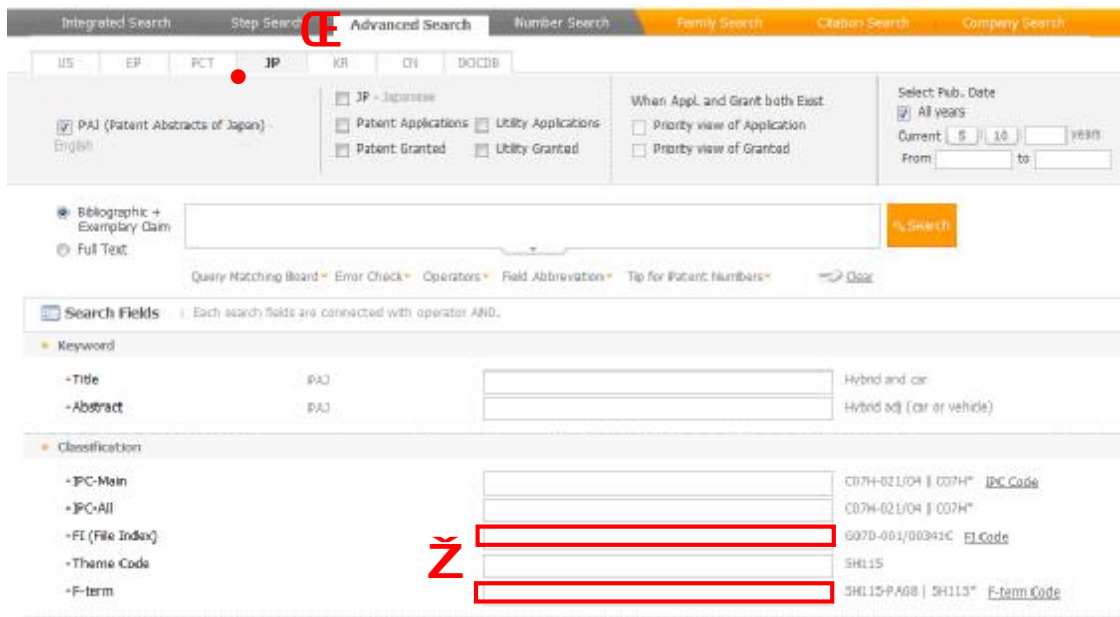 Integrated Search Step Search Œ Advanced Search Number Search Family Search Citation Search Company Search
US EP PCT JP KR CN DOCDB
PAJ (Patent Abstracts of Japan) -
English
JP - Japanese
Patent Applications Utility Applications
Patent Granted Utility Granted
When Appl. and Grant both Exist
Priority view of Application
Priority view of Granted
Select Pub. Date
All years
Current 5 10 years
From to
Bibliographic +
Exemplary Claim
Full Text
Search
Query Matching Board Error Check Operators Field Abbrevation Tip for Patent Numbers Clear
Search Fields Each search fields are connected with operator AND.
Keyword
-Title PAJ Hybrid and car
-Abstract PAJ Hybrid adj (car or vehicle)
Classification
-IPC-Main C07H-021/04 | C07H* IPC Code
-IPC-All C07H-021/04 | C07H*
-FI (File Index) G07D-001/00341C FI Code
Ž
-Theme Code 5H115
-F-term 5H115-PA08 | 5H115* F-term Code